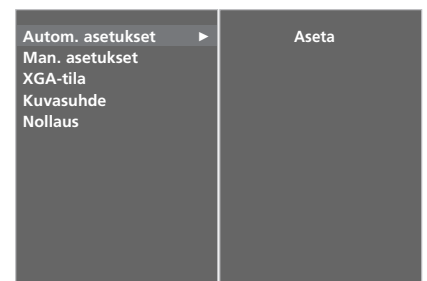 Autom. asetukset ► Aseta
Man. asetukset
XGA-tila
Kuvasuhde
Nollaus